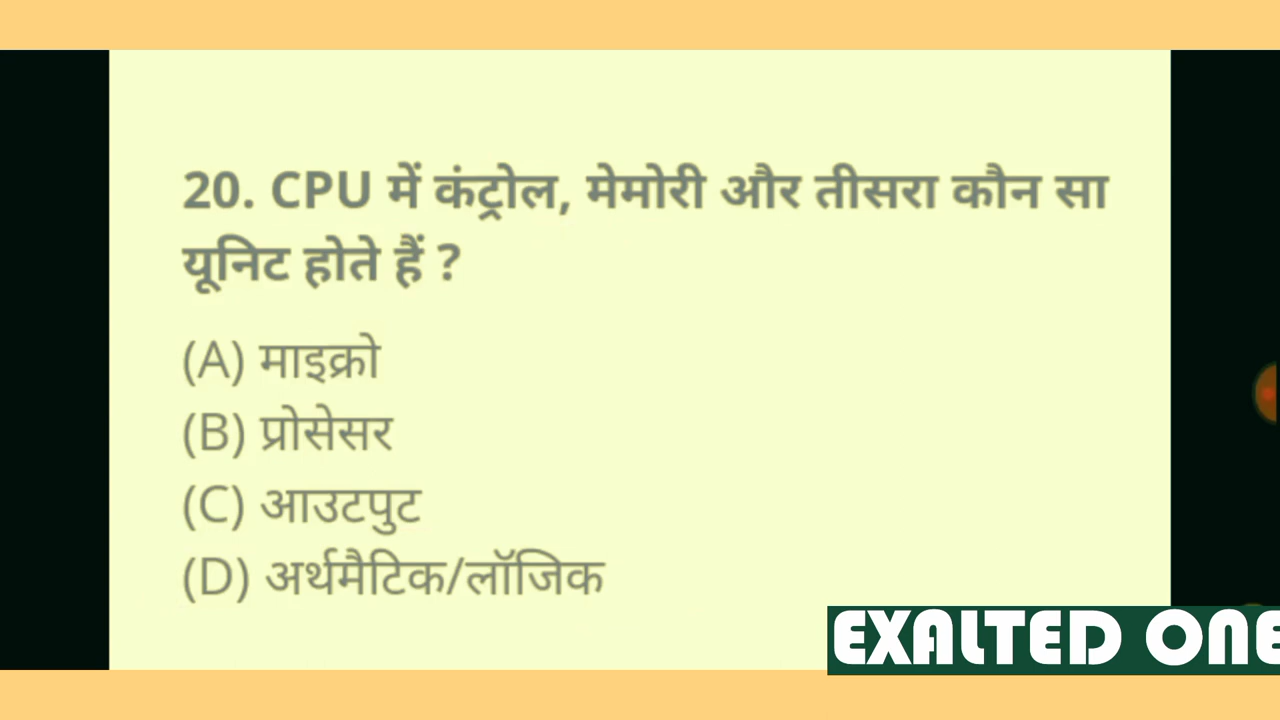 20. CPU में कंट्रोल, मेमोरी और तीसरा कौन सा
यूनिट होते हैं ?
(A) माइक्रो
(B) प्रोसेसर
(C) आउटपुट
(D) अर्थमैटिक/लॉजिक
EXALTED ONE